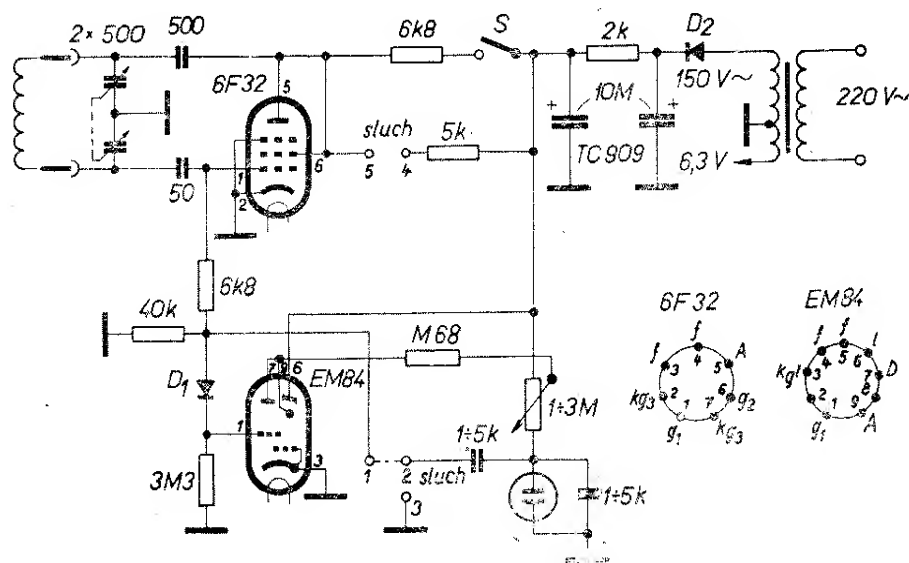 2 × 500
500
6F32
5
1
2
6
50
6k8
S
2k
D2
150 V~
220 V~
+
10M
+
TC 909
6,3 V
sluch
5
4
5k
6k8
40k
D1
3M3
1
7
9
6
EM84
3
M68
1÷3M
1
2
sluch
3
1÷5k
1÷5k
6F32
f
f
A
kg3
g2
g1
kg3
3
4
5
2
6
1
7
EM84
f
f
l
kg1
D
g1
A
4
5
6
3
7
2
8
1
9